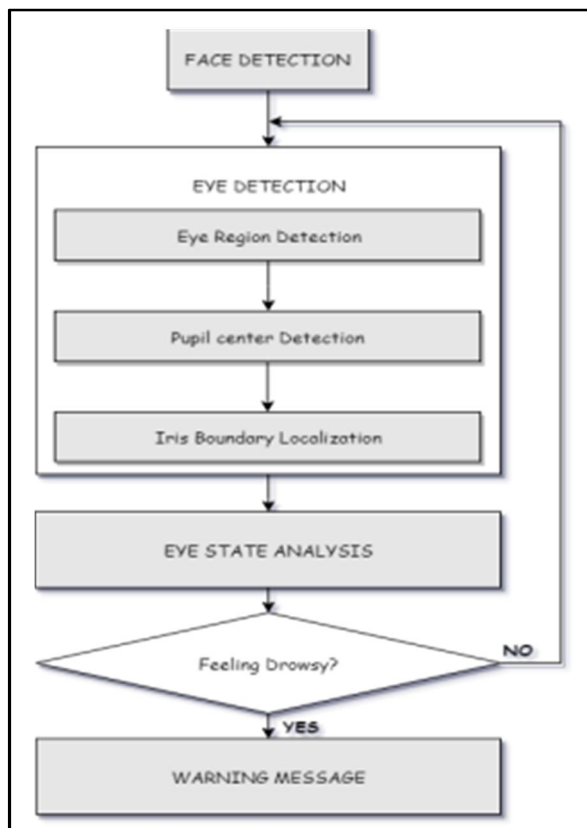 FACE DETECTION
EYE DETECTION
Eye Region Detection
Pupil center Detection
Iris Boundary Localization
EYE STATE ANALYSIS
Feeling Drowsy?
NO
YES
WARNING MESSAGE